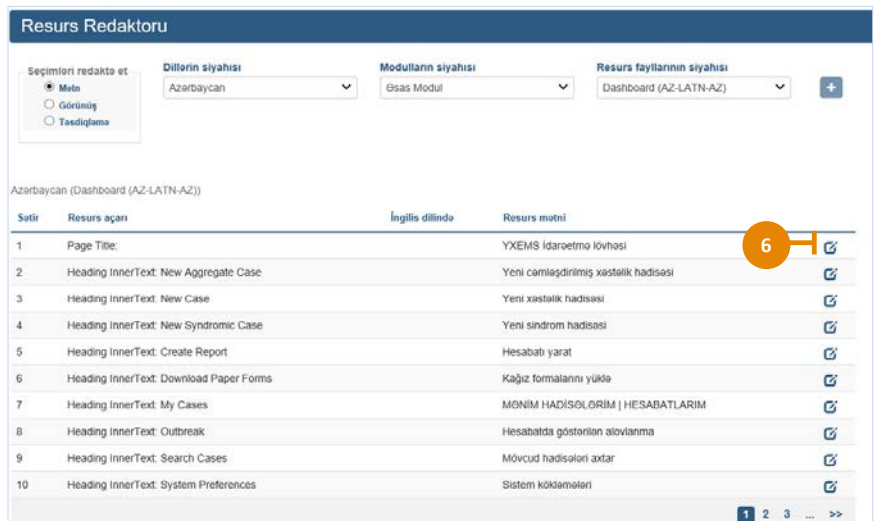 Resurs Redaktoru
Seçimləri redaktə et
Mətn
Görünüş
Təsdiqləmə
Dillərin siyahısı
Azərbaycan
Modulların siyahısı
Əsas Modul
Resurs fayllarının siyahısı
Dashboard (AZ-LATN-AZ)
+
Azərbaycan (Dashboard (AZ-LATN-AZ))
Sətir Resurs açarı İngilis dilində Resurs mətni
1 Page Title: YXEMS İdarəetmə lövhəsi
6
2 Heading InnerText: New Aggregate Case Yeni cəmləşdirilmiş xəstəlik hadisəsi
3 Heading InnerText: New Case Yeni xəstəlik hadisəsi
4 Heading InnerText: New Syndromic Case Yeni sindrom hadisəsi
5 Heading InnerText: Create Report Hesabatı yarat
6 Heading InnerText: Download Paper Forms Kağız formalarını yüklə
7 Heading InnerText: My Cases MƏNİM HADİSƏLƏRİM | HESABATLARIM
8 Heading InnerText: Outbreak Hesabatda göstərilən alovlanma
9 Heading InnerText: Search Cases Mövcud hadisələri axtar
10 Heading InnerText: System Preferences Sistem kökləmələri
1 2 3 ... >>